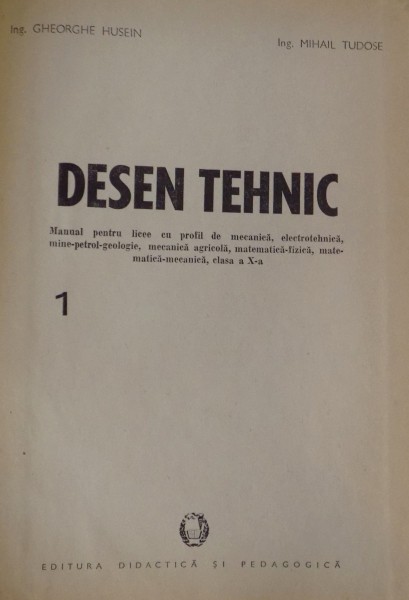 Ing. GHEORGHE HUSEIN
Ing. MIHAIL TUDOSE
DESEN TEHNIC
Manual pentru licee cu profil de mecanică, electrotehnică,
mine-petrol-geologie, mecanică agricolă, matematică-fizică, mate-
matică-mecanică, clasa a X-a
1
EDITURA DIDACTICĂ ȘI PEDAGOGICĂ